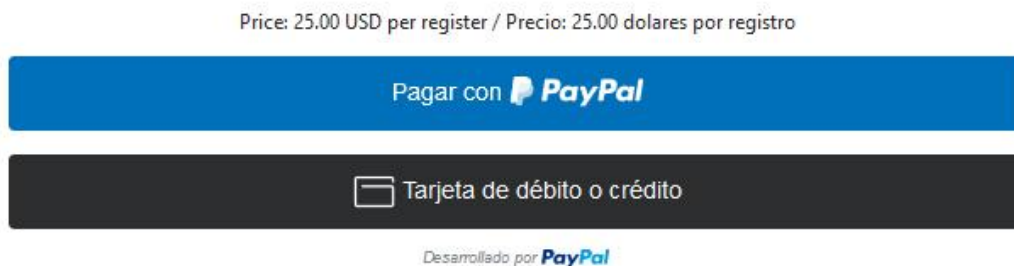 Price: 25.00 USD per register / Precio: 25.00 dolares por registro
Pagar con PayPal
Tarjeta de débito o crédito
Desarrollado por PayPal